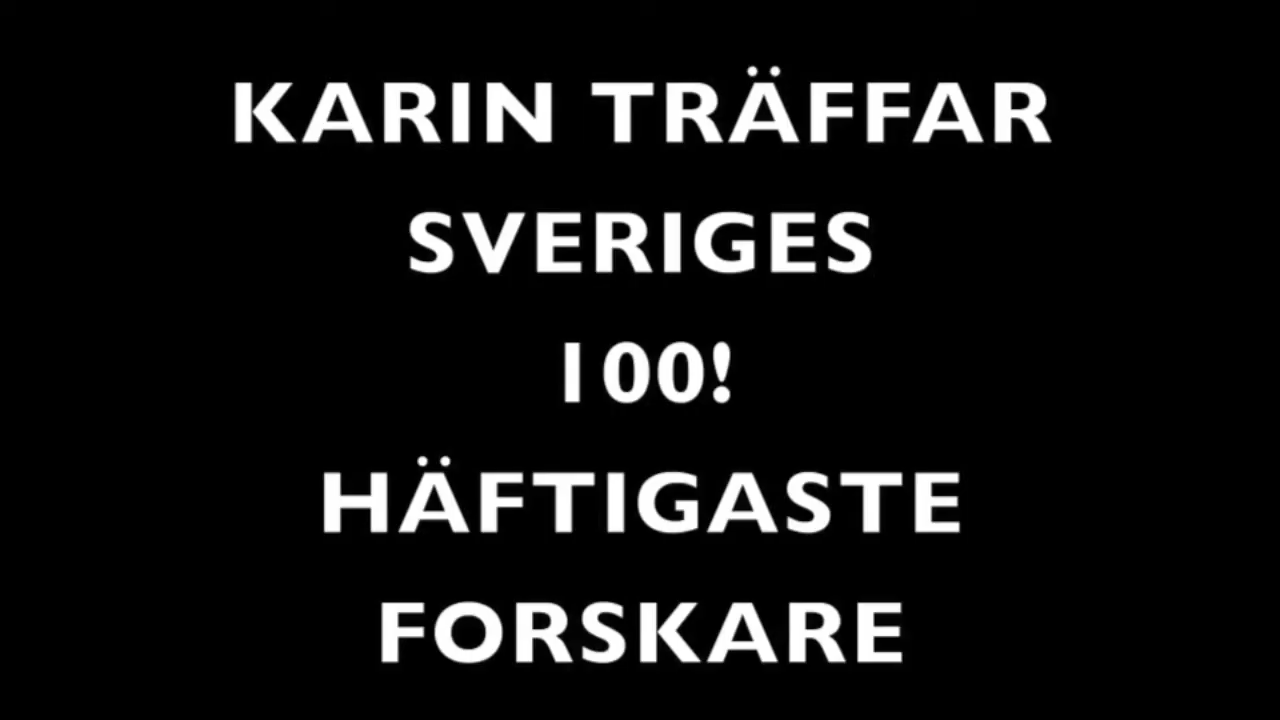 KARIN TRÄFFAR
SVERIGES
100!
HÄFTIGASTE
FORSKARE